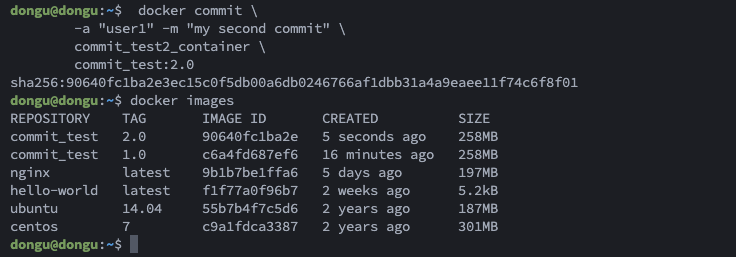 dongu@dongu:~$  docker commit \
        -a "user1" -m "my second commit" \
        commit_test2_container \
        commit_test:2.0
sha256:90640fc1ba2e3ec15c0f5db00a6db0246766af1dbb31a4a9eaee11f74c6f8f01
dongu@dongu:~$ docker images
REPOSITORY    TAG       IMAGE ID       CREATED          SIZE
commit_test   2.0       90640fc1ba2e   5 seconds ago    258MB
commit_test   1.0       c6a4fd687ef6   16 minutes ago   258MB
nginx         latest    9b1b7be1ffa6   5 days ago       197MB
hello-world   latest    f1f77a0f96b7   2 weeks ago      5.2kB
ubuntu        14.04     55b7b4f7c5d6   2 years ago      187MB
centos        7         c9a1fdca3387   2 years ago      301MB
dongu@dongu:~$